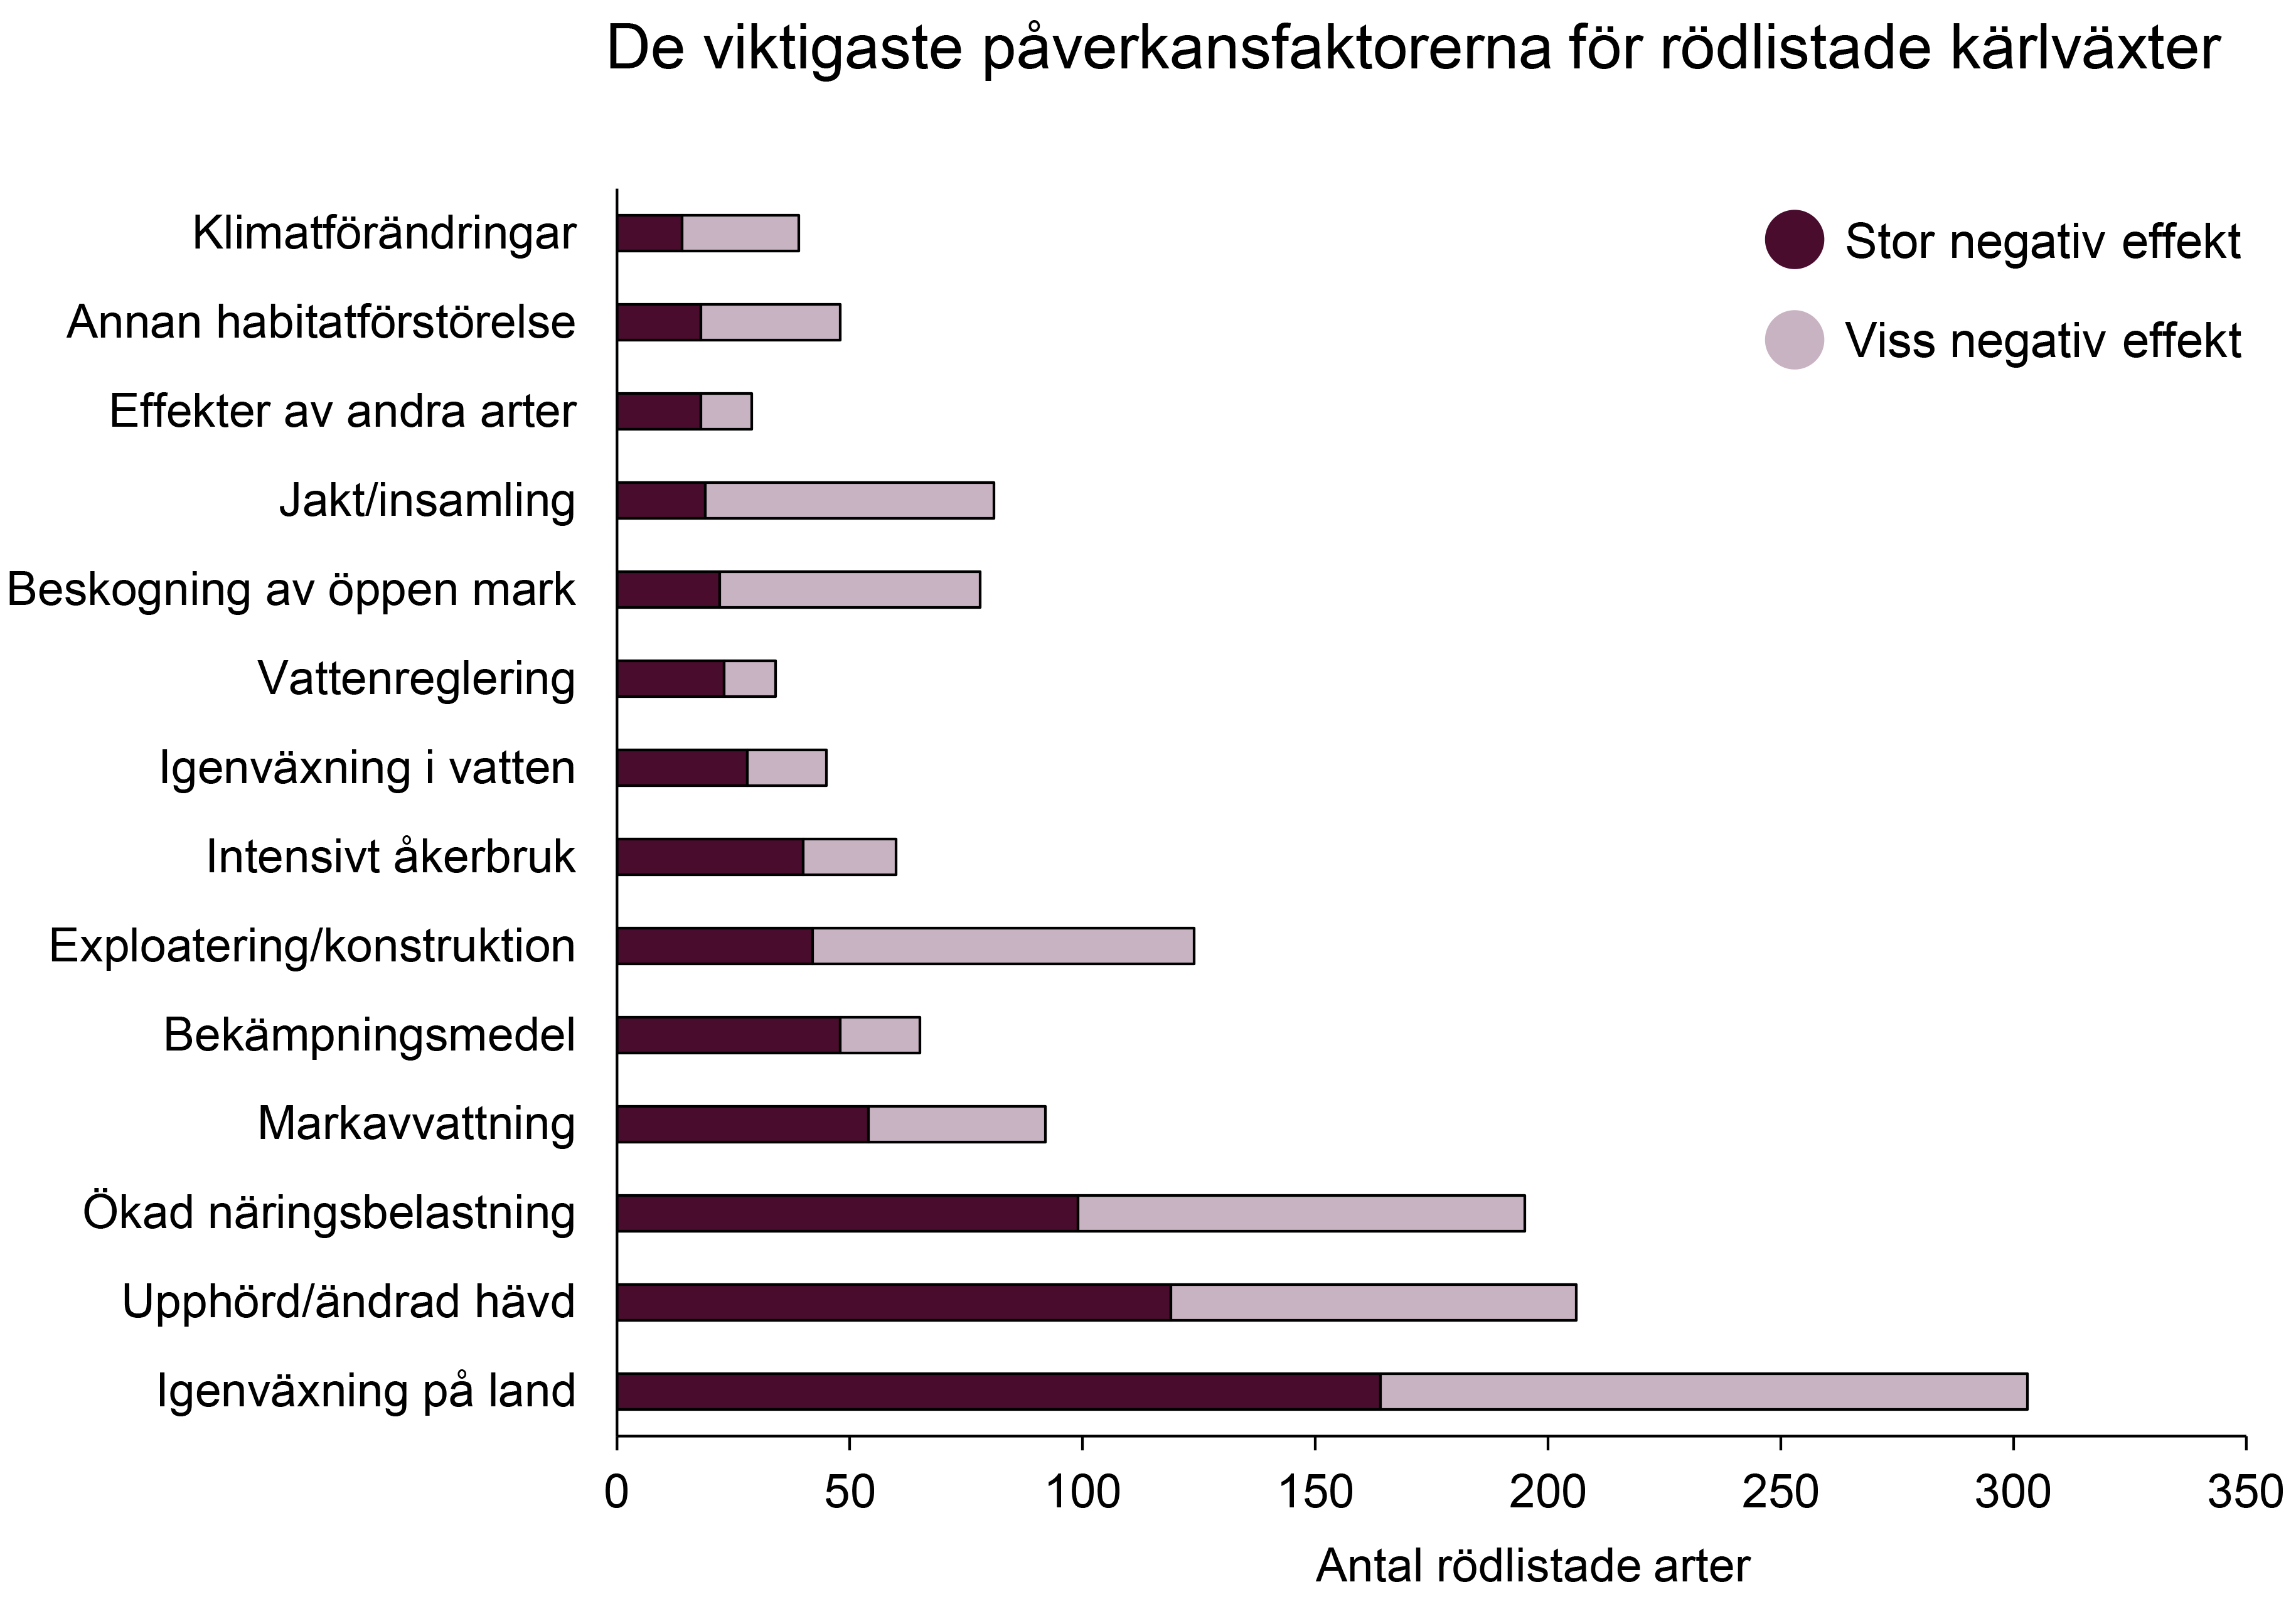 De viktigaste påverkansfaktorerna för rödlistade kärlväxter
Stor negativ effekt
Viss negativ effekt
Klimatförändringar
Annan habitatförstörelse
Effekter av andra arter
Jakt/insamling
Beskogning av öppen mark
Vattenreglering
Igenväxning i vatten
Intensivt åkerbruk
Exploatering/konstruktion
Bekämpningsmedel
Markavvattning
Ökad näringsbelastning
Upphörd/ändrad hävd
Igenväxning på land
0 50 100 150 200 250 300 350
Antal rödlistade arter